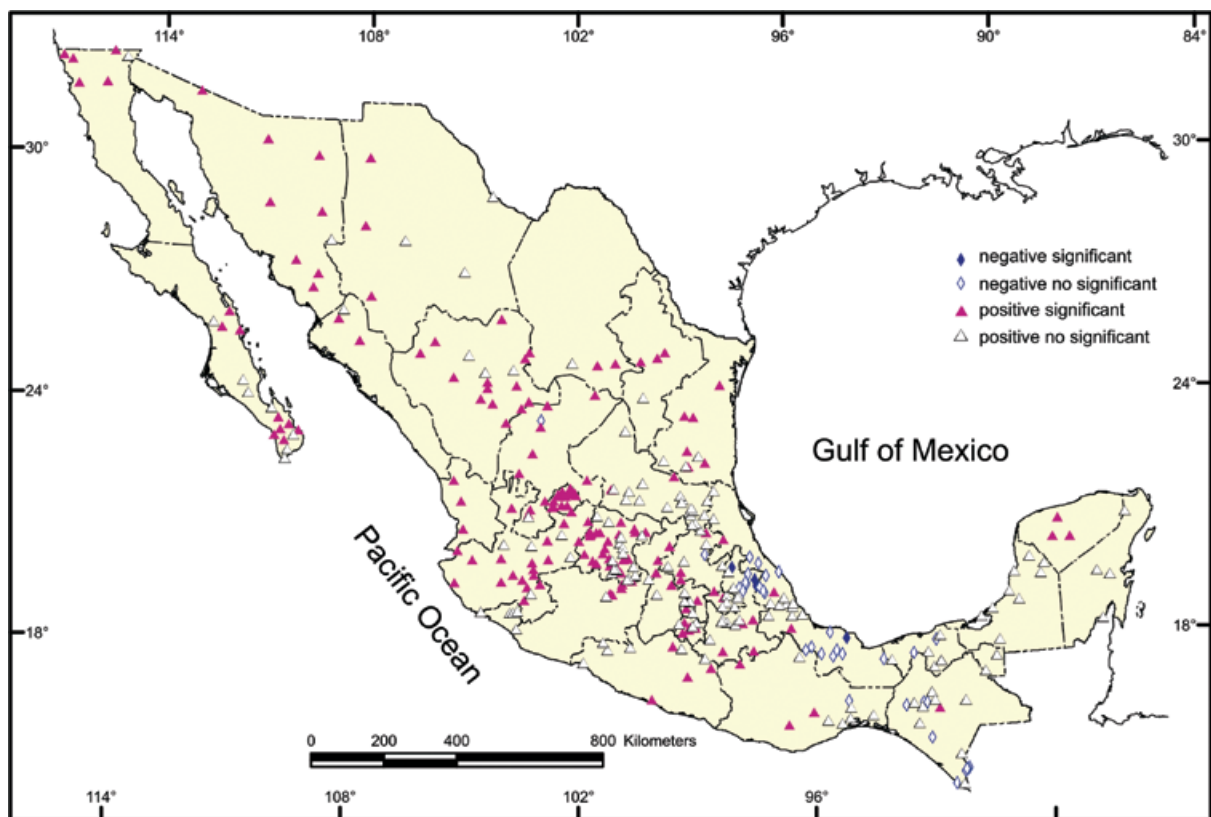 114° 108° 102° 96° 90° 84°
30° 30°
negative significant
negative no significant
positive significant
positive no significant
24° 24°
Gulf of Mexico
Pacific Ocean
18° 18°
0 200 400 800 Kilometers
114° 108° 102° 96°